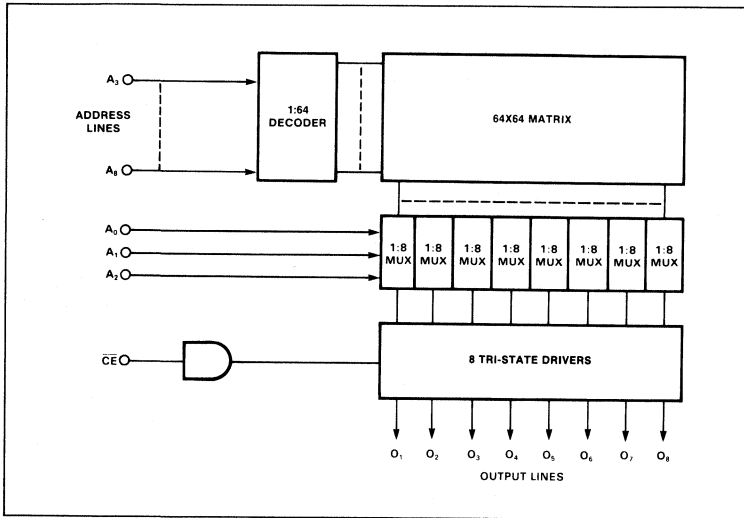 A₃
ADDRESS
LINES
A₈
1:64
DECODER
64X64 MATRIX
A₀
A₁
A₂
1:8
MUX
1:8
MUX
1:8
MUX
1:8
MUX
1:8
MUX
1:8
MUX
1:8
MUX
1:8
MUX
C̅E̅
8 TRI-STATE DRIVERS
O₁ O₂ O₃ O₄ O₅ O₆ O₇ O₈
OUTPUT LINES